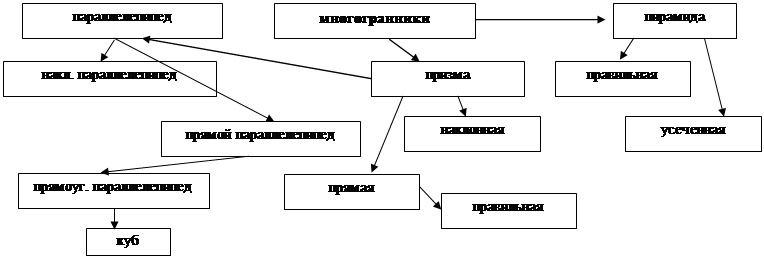 параллелепипед
многогранники
пирамида
накл. параллелепипед
призма
правильная
прямой параллелепипед
наклонная
усеченная
прямоуг. параллелепипед
прямая
правильная
куб